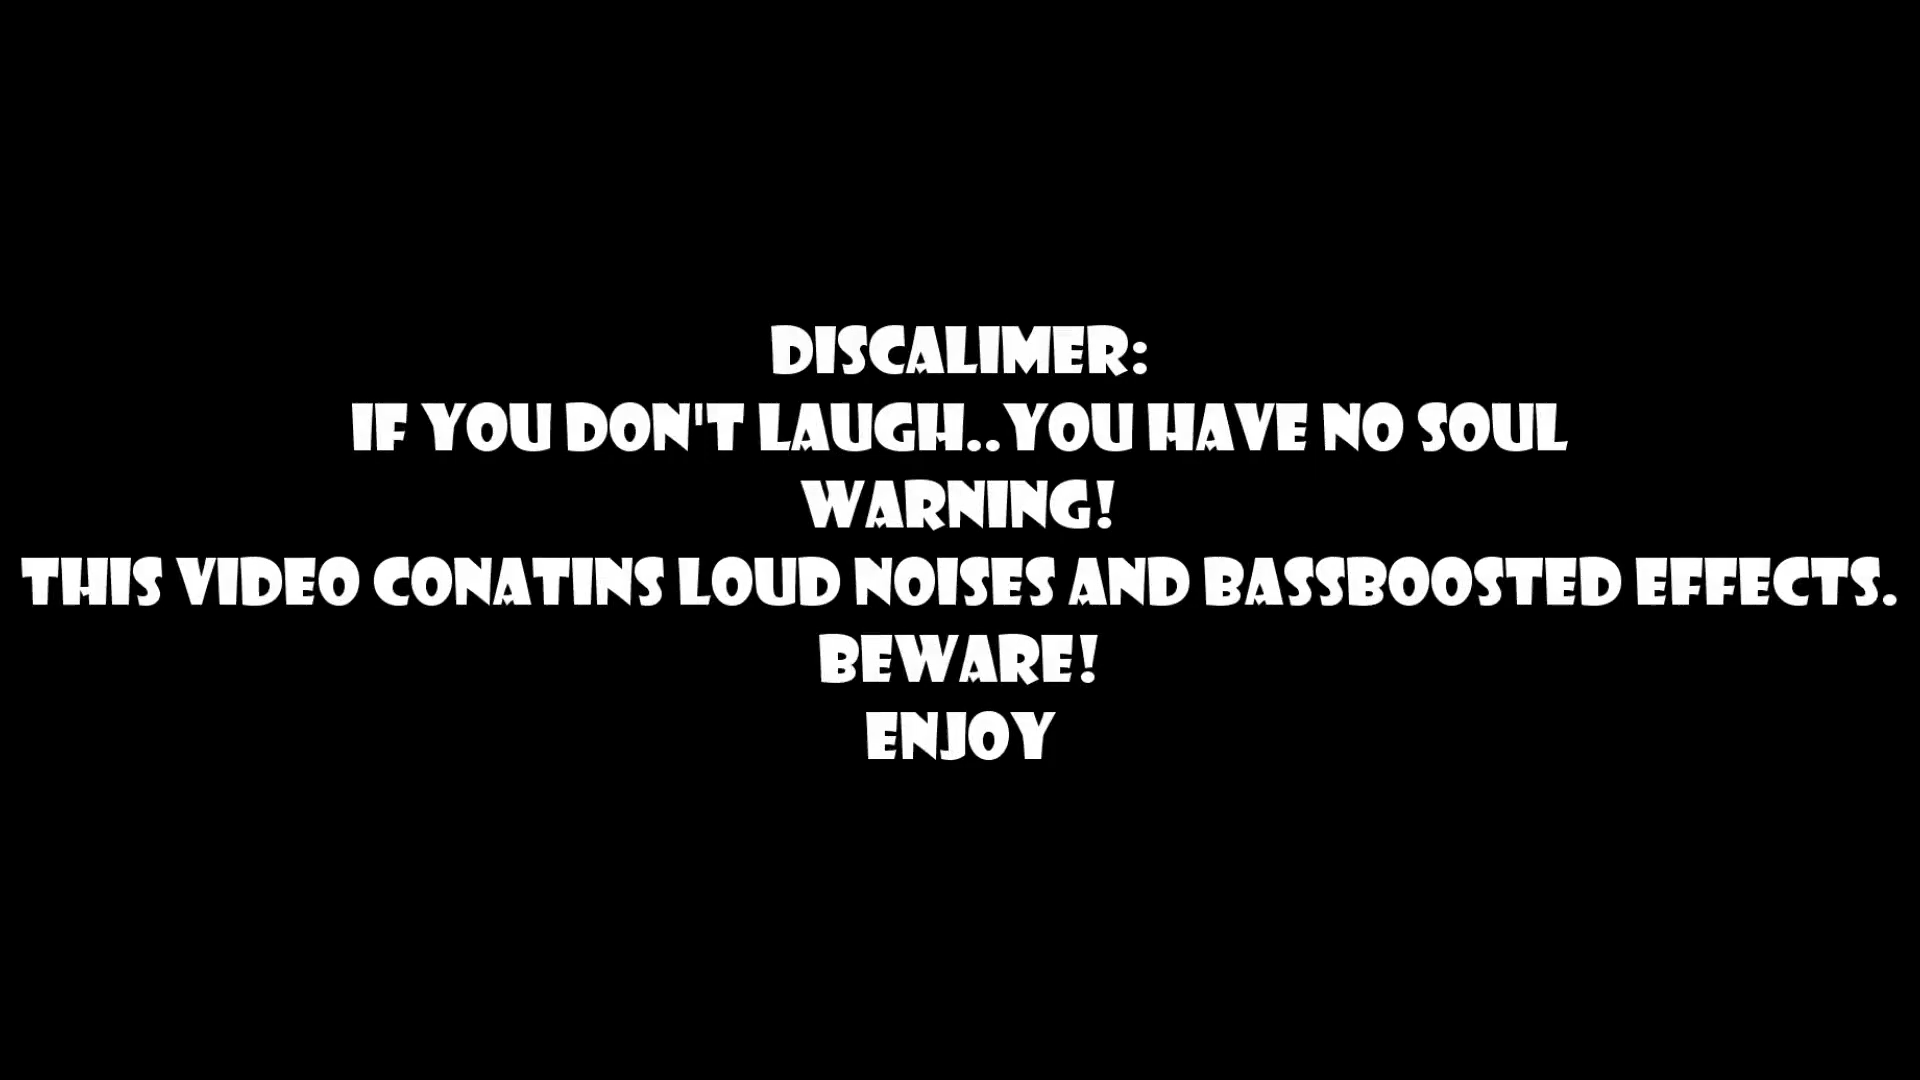 DISCALIMER:
IF YOU DON'T LAUGH..YOU HAVE NO SOUL
WARNING!
THIS VIDEO CONATINS LOUD NOISES AND BASSBOOSTED EFFECTS.
BEWARE!
ENJOY